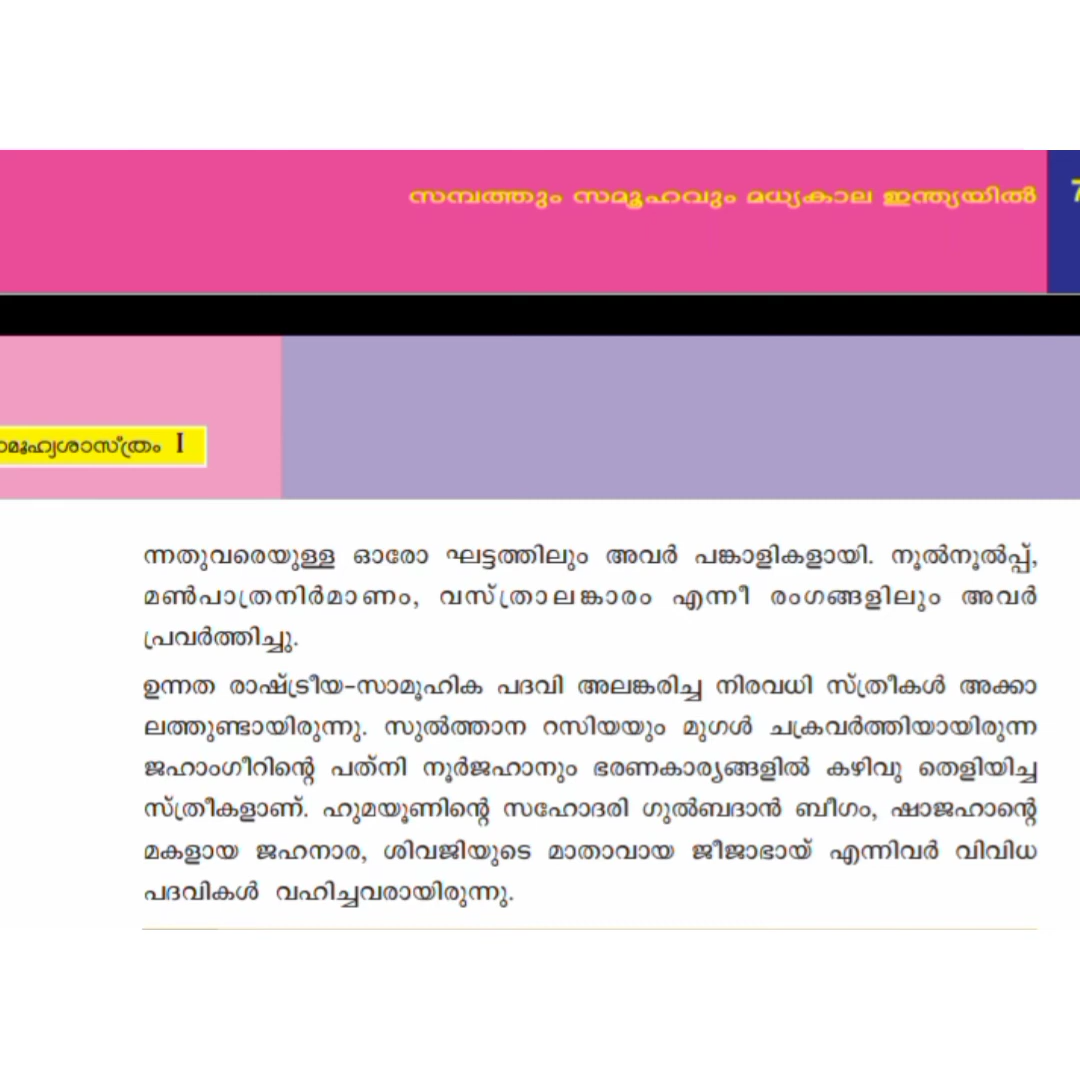 സമ്പത്തും സമൂഹവും മധ്യകാല ഇന്ത്യയിൽ 7
ാമൂഹ്യശാസ്ത്രം I
ന്നതുവരെയുള്ള ഓരോ ഘട്ടത്തിലും അവർ പങ്കാളികളായി. നൂൽനൂൽപ്പ്,
മൺപാത്രനിർമാണം, വസ്ത്രാലങ്കാരം എന്നീ രംഗങ്ങളിലും അവർ
പ്രവർത്തിച്ചു.
ഉന്നത രാഷ്ട്രീയ-സാമൂഹിക പദവി അലങ്കരിച്ച നിരവധി സ്ത്രീകൾ അക്കാ
ലത്തുണ്ടായിരുന്നു. സുൽത്താന റസിയയും മുഗൾ ചക്രവർത്തിയായിരുന്ന
ജഹാംഗീറിന്റെ പത്നി നൂർജഹാനും ഭരണകാര്യങ്ങളിൽ കഴിവു തെളിയിച്ച
സ്ത്രീകളാണ്. ഹുമയൂണിന്റെ സഹോദരി ഗുൽബദാൻ ബീഗം, ഷാജഹാന്റെ
മകളായ ജഹനാര, ശിവജിയുടെ മാതാവായ ജീജാഭായ് എന്നിവർ വിവിധ
പദവികൾ വഹിച്ചവരായിരുന്നു.